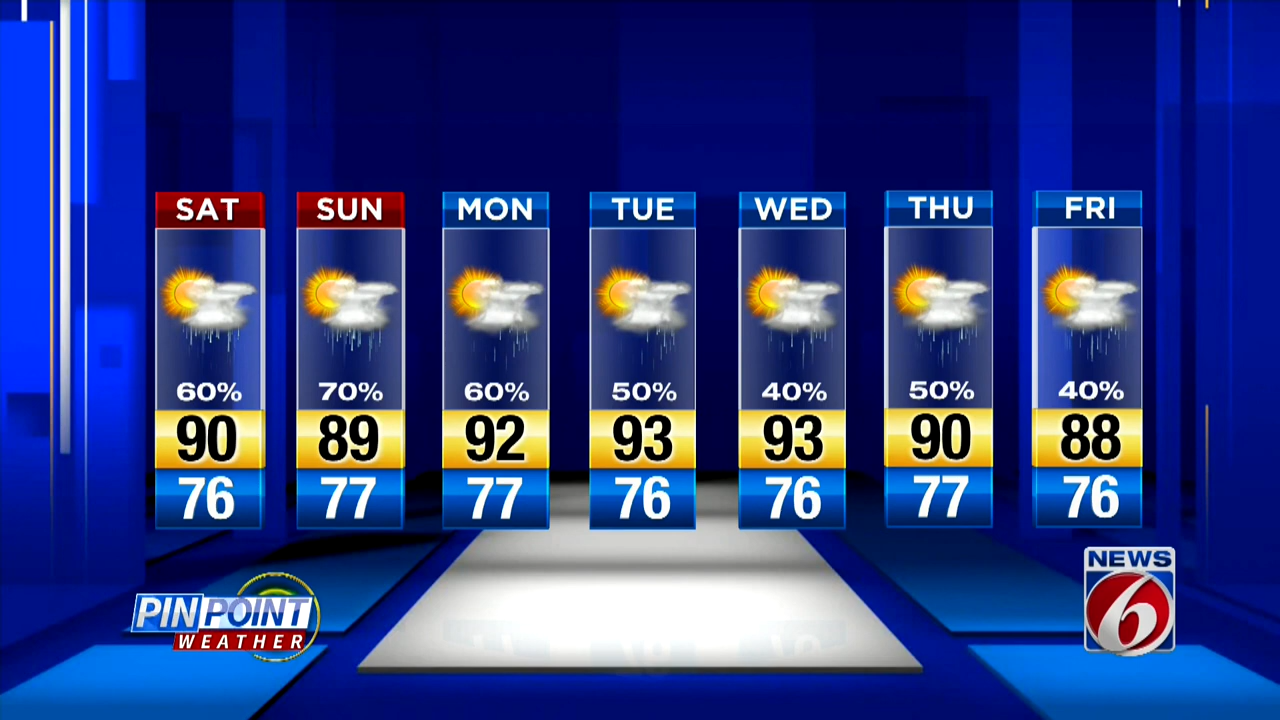 SAT SUN MON TUE WED THU FRI
60% 70% 60% 50% 40% 50% 40%
90 89 92 93 93 90 88
76 77 77 76 76 77 76
PINPOINT
WEATHER
NEWS
6